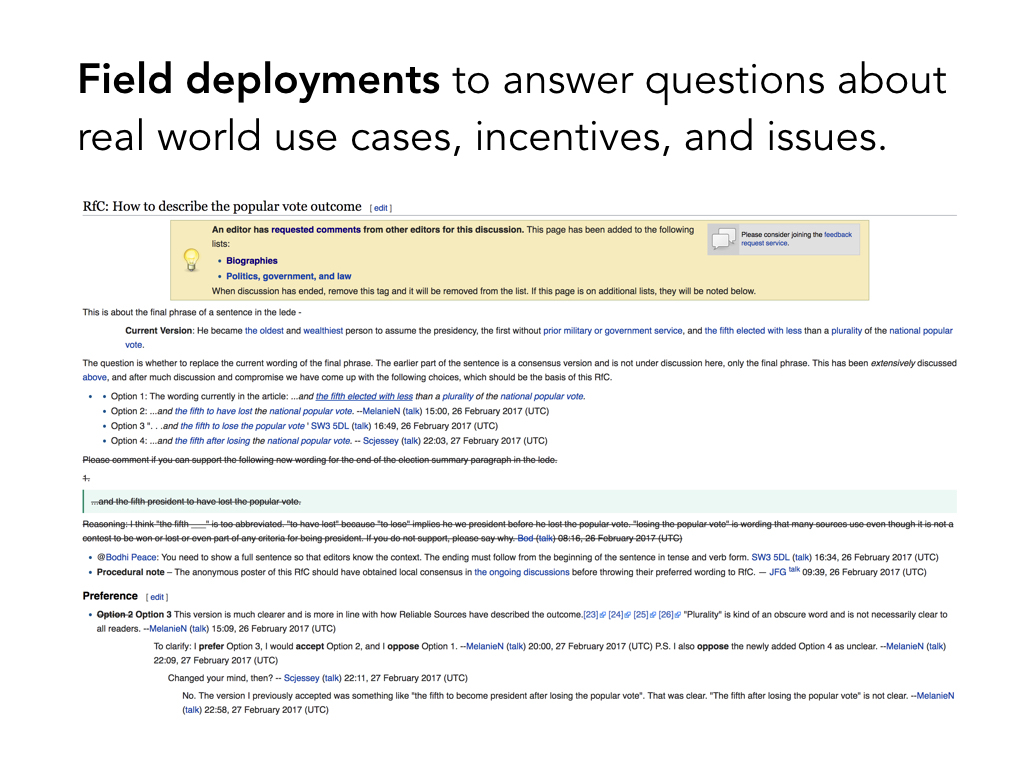 Field deployments to answer questions about
real world use cases, incentives, and issues.
RfC: How to describe the popular vote outcome [ edit ]
An editor has requested comments from other editors for this discussion. This page has been added to the following
lists:
• Biographies
• Politics, government, and law
When discussion has ended, remove this tag and it will be removed from the list. If this page is on additional lists, they will be noted below.
Please consider joining the feedback
request service.
This is about the final phrase of a sentence in the lede -
Current Version: He became the oldest and wealthiest person to assume the presidency, the first without prior military or government service, and the fifth elected with less than a plurality of the national popular
vote.
The question is whether to replace the current wording of the final phrase. The earlier part of the sentence is a consensus version and is not under discussion here, only the final phrase. This has been extensively discussed
above, and after much discussion and compromise we have come up with the following choices, which should be the basis of this RfC.
• • Option 1: The wording currently in the article: ...and the fifth elected with less than a plurality of the national popular vote.
• Option 2: ...and the fifth to have lost the national popular vote. --MelanieN (talk) 15:00, 26 February 2017 (UTC)
• Option 3 ". . .and the fifth to lose the popular vote ' SW3 5DL (talk) 16:49, 26 February 2017 (UTC)
• Option 4: ...and the fifth after losing the national popular vote. -- Scjessey (talk) 22:03, 27 February 2017 (UTC)
Please comment if you can support the following new wording for the end of the election summary paragraph in the lede.
1.
...and the fifth president to have lost the popular vote.
Reasoning: I think "the fifth ___" is too abbreviated. "to have lost" because "to lose" implies he we president before he lost the popular vote. "losing the popular vote" is wording that many sources use even though it is not a
contest to be won or lost or even part of any criteria for being president. If you do not support, please say why. Bod (talk) 08:16, 26 February 2017 (UTC)
• @Bodhi Peace: You need to show a full sentence so that editors know the context. The ending must follow from the beginning of the sentence in tense and verb form. SW3 5DL (talk) 16:34, 26 February 2017 (UTC)
• Procedural note – The anonymous poster of this RfC should have obtained local consensus in the ongoing discussions before throwing their preferred wording to RfC. — JFG talk 09:39, 26 February 2017 (UTC)
Preference [ edit ]
• Option 2 Option 3 This version is much clearer and is more in line with how Reliable Sources have described the outcome.[23] [24] [25] [26] "Plurality" is kind of an obscure word and is not necessarily clear to
all readers. --MelanieN (talk) 15:09, 26 February 2017 (UTC)
To clarify: I prefer Option 3, I would accept Option 2, and I oppose Option 1. --MelanieN (talk) 20:00, 27 February 2017 (UTC) P.S. I also oppose the newly added Option 4 as unclear. --MelanieN (talk)
22:09, 27 February 2017 (UTC)
Changed your mind, then? -- Scjessey (talk) 22:11, 27 February 2017 (UTC)
No. The version I previously accepted was something like "the fifth to become president after losing the popular vote". That was clear. "The fifth after losing the popular vote" is not clear. --MelanieN
(talk) 22:58, 27 February 2017 (UTC)